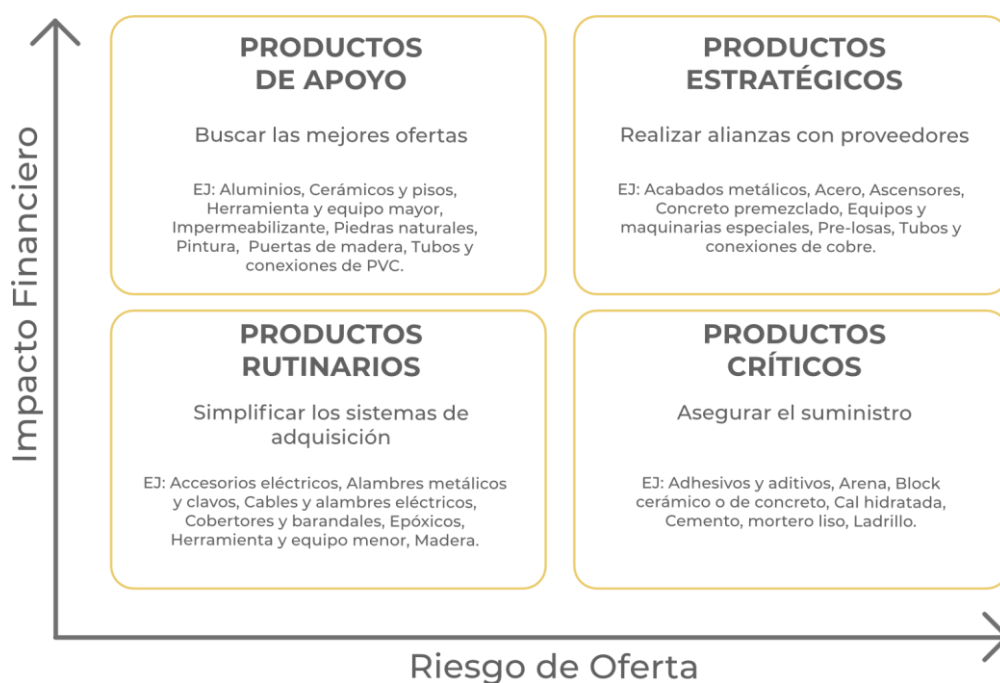 Impacto Financiero
PRODUCTOS
DE APOYO
Buscar las mejores ofertas
EJ: Aluminios, Cerámicos y pisos,
Herramienta y equipo mayor,
Impermeabilizante, Piedras naturales,
Pintura, Puertas de madera, Tubos y
conexiones de PVC.
PRODUCTOS
ESTRATÉGICOS
Realizar alianzas con proveedores
EJ: Acabados metálicos, Acero, Ascensores,
Concreto premezclado, Equipos y
maquinarias especiales, Pre-losas, Tubos y
conexiones de cobre.
PRODUCTOS
RUTINARIOS
Simplificar los sistemas de
adquisición
EJ: Accesorios eléctricos, Alambres metálicos
y clavos, Cables y alambres eléctricos,
Cobertores y barandales, Epóxicos,
Herramienta y equipo menor, Madera.
PRODUCTOS
CRÍTICOS
Asegurar el suministro
EJ: Adhesivos y aditivos, Arena, Block
cerámico o de concreto, Cal hidratada,
Cemento, mortero liso, Ladrillo.
Riesgo de Oferta